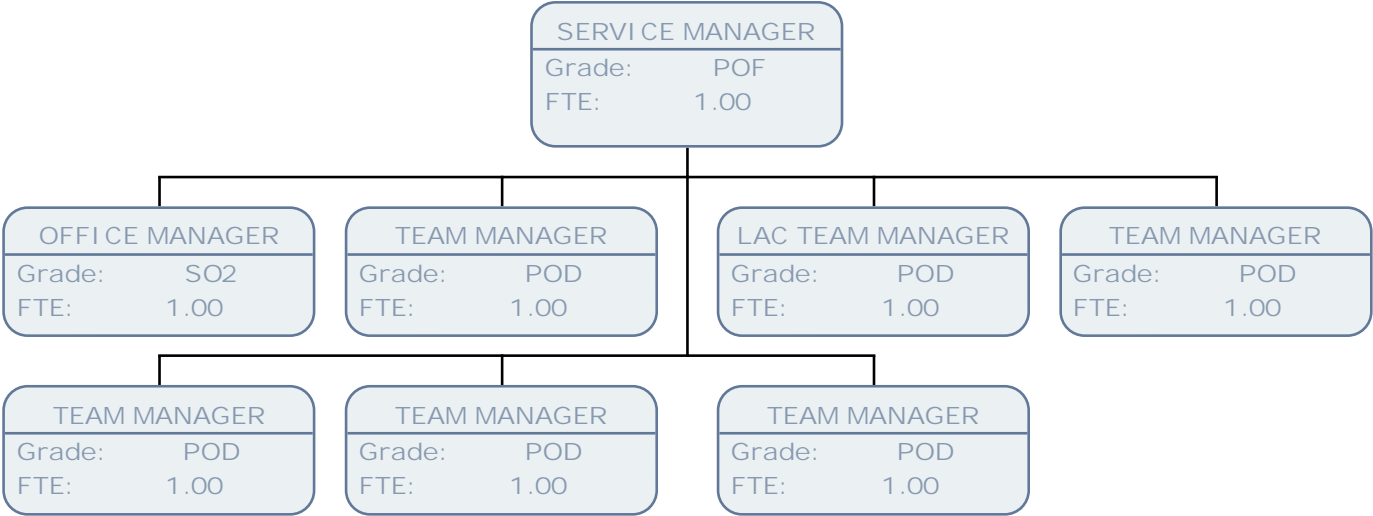 SERVICE MANAGER
Grade: POF
FTE: 1.00
OFFICE MANAGER
Grade: SO2
FTE: 1.00
TEAM MANAGER
Grade: POD
FTE: 1.00
LAC TEAM MANAGER
Grade: POD
FTE: 1.00
TEAM MANAGER
Grade: POD
FTE: 1.00
TEAM MANAGER
Grade: POD
FTE: 1.00
TEAM MANAGER
Grade: POD
FTE: 1.00
TEAM MANAGER
Grade: POD
FTE: 1.00